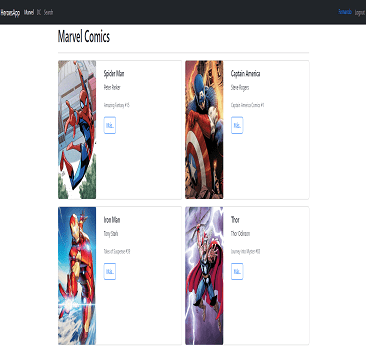 HeroesApp Marvel DC Search Fernando Logout
Marvel Comics
Spider Man
Peter Parker
Amazing Fantasy #15
Más...
Captain America
Steve Rogers
Captain America Comics #1
Más...
Iron Man
Tony Stark
Tales of Suspense #39
Más...
Thor
Thor Odinson
Journey into Mystery #83
Más...